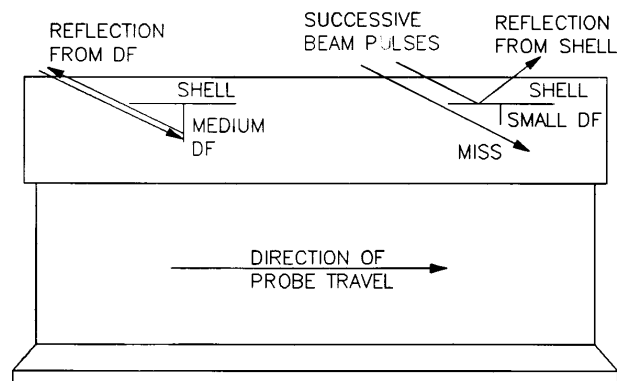 REFLECTION
FROM DF
SUCCESSIVE
BEAM PULSES
REFLECTION
FROM SHELL
SHELL
MEDIUM
DF
SHELL
SMALL DF
MISS
DIRECTION OF
PROBE TRAVEL